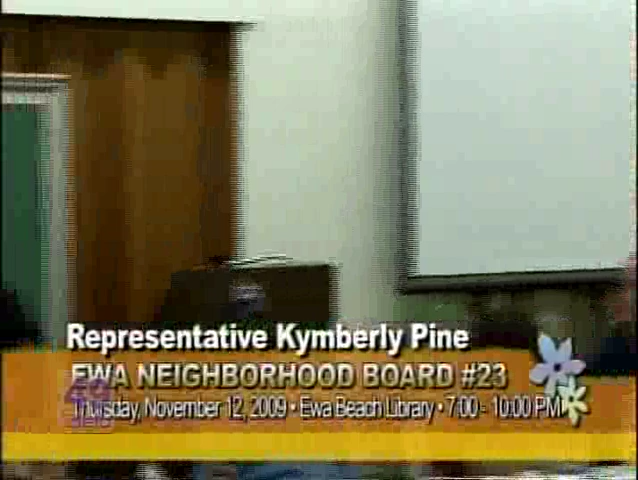 Representative Kymberly Pine
EWA NEIGHBORHOOD BOARD #23
Thursday, November 12, 2009 • Ewa Beach Library • 7:00 - 10:00 PM
49